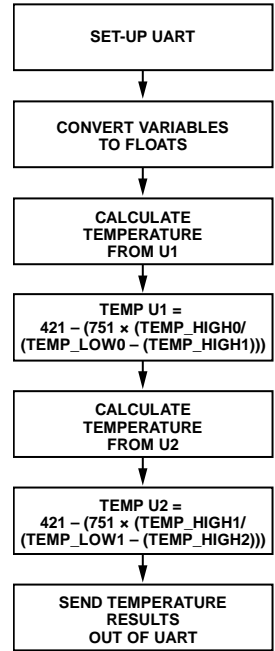 SET-UP UART
CONVERT VARIABLES
TO FLOATS
CALCULATE
TEMPERATURE
FROM U1
TEMP U1 =
421 – (751 × (TEMP_HIGH0/
(TEMP_LOW0 – (TEMP_HIGH1)))
CALCULATE
TEMPERATURE
FROM U2
TEMP U2 =
421 – (751 × (TEMP_HIGH1/
(TEMP_LOW1 – (TEMP_HIGH2)))
SEND TEMPERATURE
RESULTS
OUT OF UART